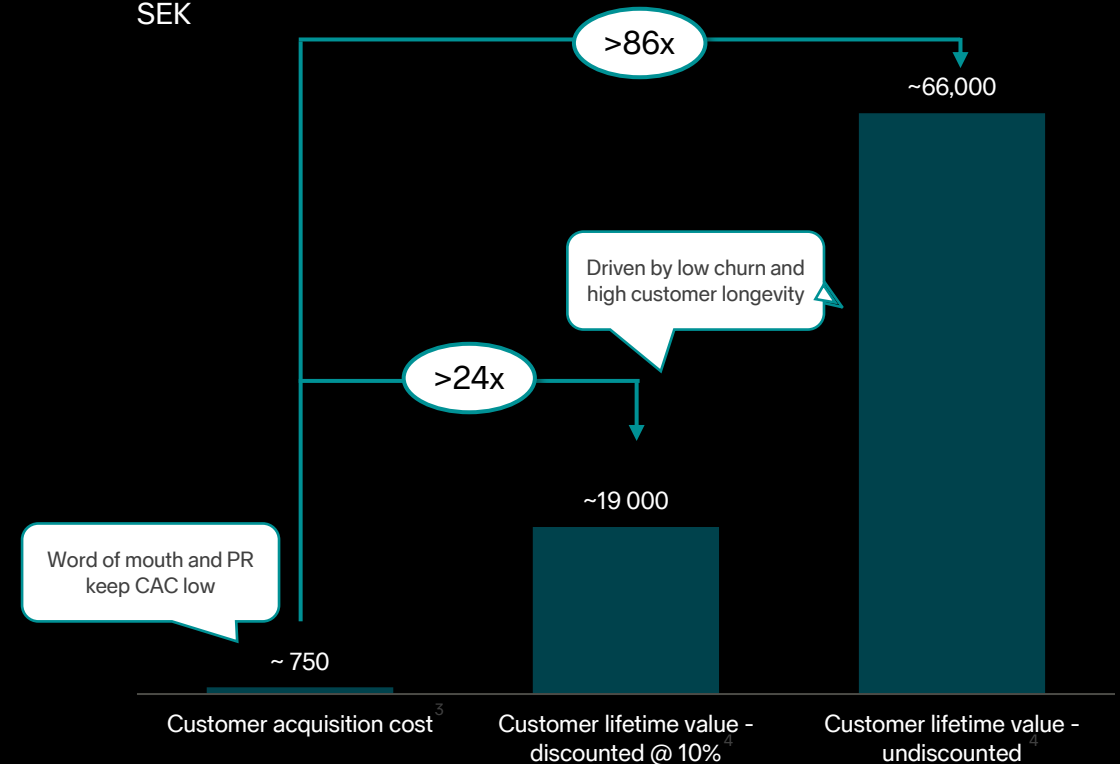 SEK
>86x
~66,000
Driven by low churn and
high customer longevity
>24x
~19 000
Word of mouth and PR
keep CAC low
~ 750
Customer acquisition cost 3
Customer lifetime value -
discounted @ 10% 4
Customer lifetime value -
undiscounted 4